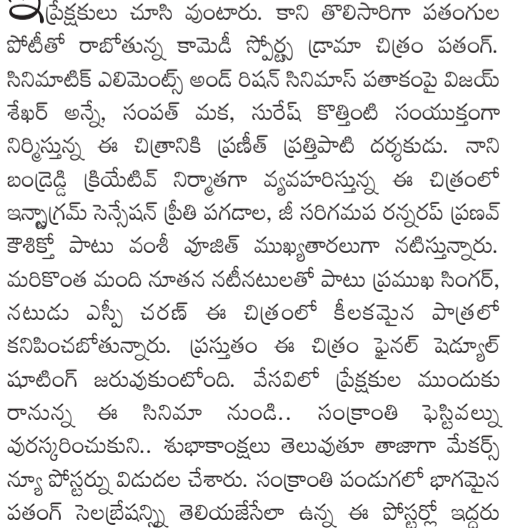 ప్రేక్షకులు చూసి వుంటారు. కాని తొలిసారిగా పతంగుల
పోటీతో రాబోతున్న కామెడీ స్పోర్ట్స డ్రామా చిత్రం పతంగ్.
సినిమాటిక్ ఎలిమెంట్స్ అండ్ రిషన్ సినిమాస్ పతాకంపై విజయ్
శేఖర్ అన్నే, సంపత్ మక, సురేష్ కొత్తింటి సంయుక్తంగా
నిర్మిస్తున్న ఈ చిత్రానికి ప్రణీత్ ప్రత్తిపాటి దర్శకుడు. నాని
బండ్రెడ్డి క్రియేటివ్ నిర్మాతగా వ్యవహరిస్తున్న ఈ చిత్రంలో
ఇన్స్టాగ్రమ్ సెన్సేషన్ ప్రీతి పగడాల, జీ సరిగమప రన్నరప్ ప్రణవ్
కౌశిక్తో పాటు వంశీ పూజిత్ ముఖ్యతారలుగా నటిస్తున్నారు.
మరికొంత మంది నూతన నటీనటులతో పాటు ప్రముఖ సింగర్,
నటుడు ఎస్పీ చరణ్ ఈ చిత్రంలో కీలకమైన పాత్రలో
కనిపించబోతున్నారు. ప్రస్తుతం ఈ చిత్రం ఫైనల్ షెడ్యూల్
షూటింగ్ జరుపుకుంటోంది. వేసవిలో ప్రేక్షకుల ముందుకు
రానున్న ఈ సినిమా నుండి.. సంక్రాంతి ఫెస్టివల్ను
పురస్కరించుకుని.. శుభాకాంక్షలు తెలుపుతూ తాజాగా మేకర్స్
న్యూ పోస్టర్ను విడుదల చేశారు. సంక్రాంతి పండుగలో భాగమైన
పతంగ్ సెలబ్రేషన్స్ని తెలియజేసేలా ఉన్న ఈ పోస్టర్లో ఇద్దరు